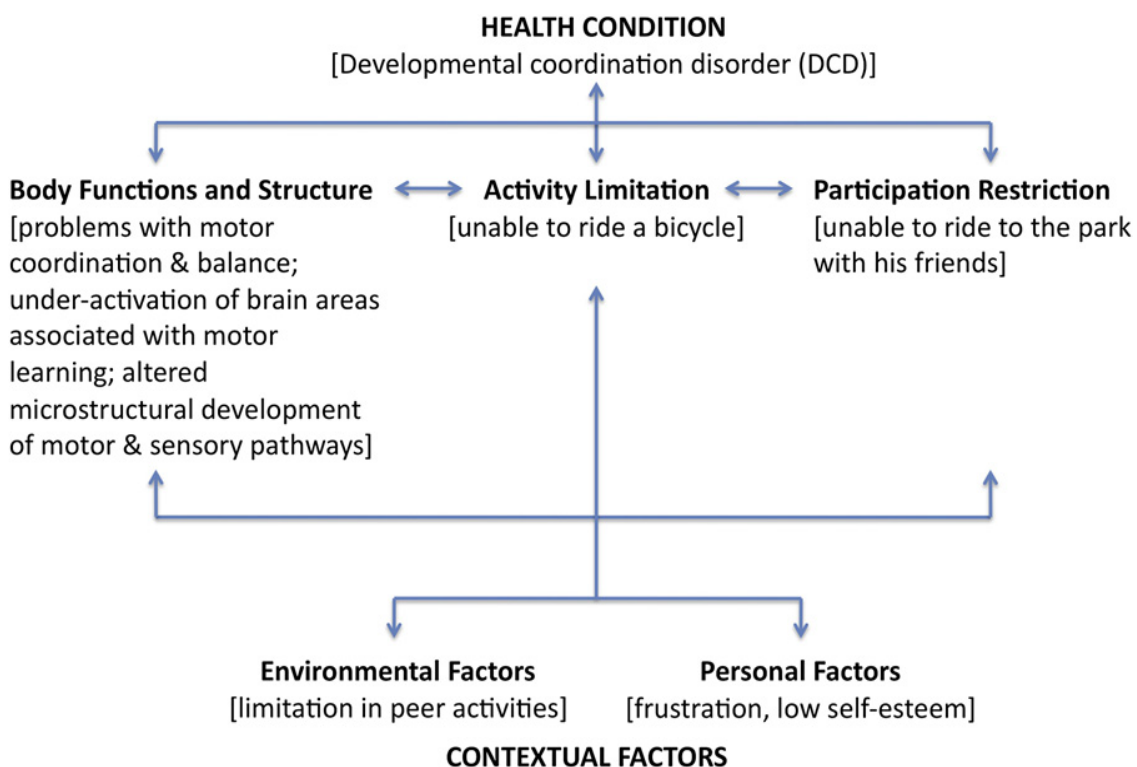 HEALTH CONDITION
[Developmental coordination disorder (DCD)]
Body Functions and Structure
[problems with motor
coordination & balance;
under-activation of brain areas
associated with motor
learning; altered
microstructural development
of motor & sensory pathways]
Activity Limitation
[unable to ride a bicycle]
Participation Restriction
[unable to ride to the park
with his friends]
Environmental Factors
[limitation in peer activities]
Personal Factors
[frustration, low self-esteem]
CONTEXTUAL FACTORS